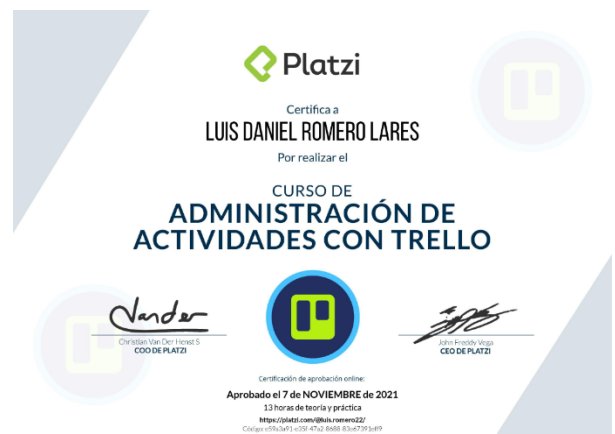 Platzi
Certifica a
LUIS DANIEL ROMERO LARES
Por realizar el
CURSO DE
ADMINISTRACIÓN DE
ACTIVIDADES CON TRELLO
Vander
Christian Van Der Henst S
COO DE PLATZI
John Freddy Vega
CEO DE PLATZI
Certificación de aprobación online:
Aprobado el 7 de NOVIEMBRE de 2021
13 horas de teoría y práctica
https://platzi.com/@luis.romero22/
Código: